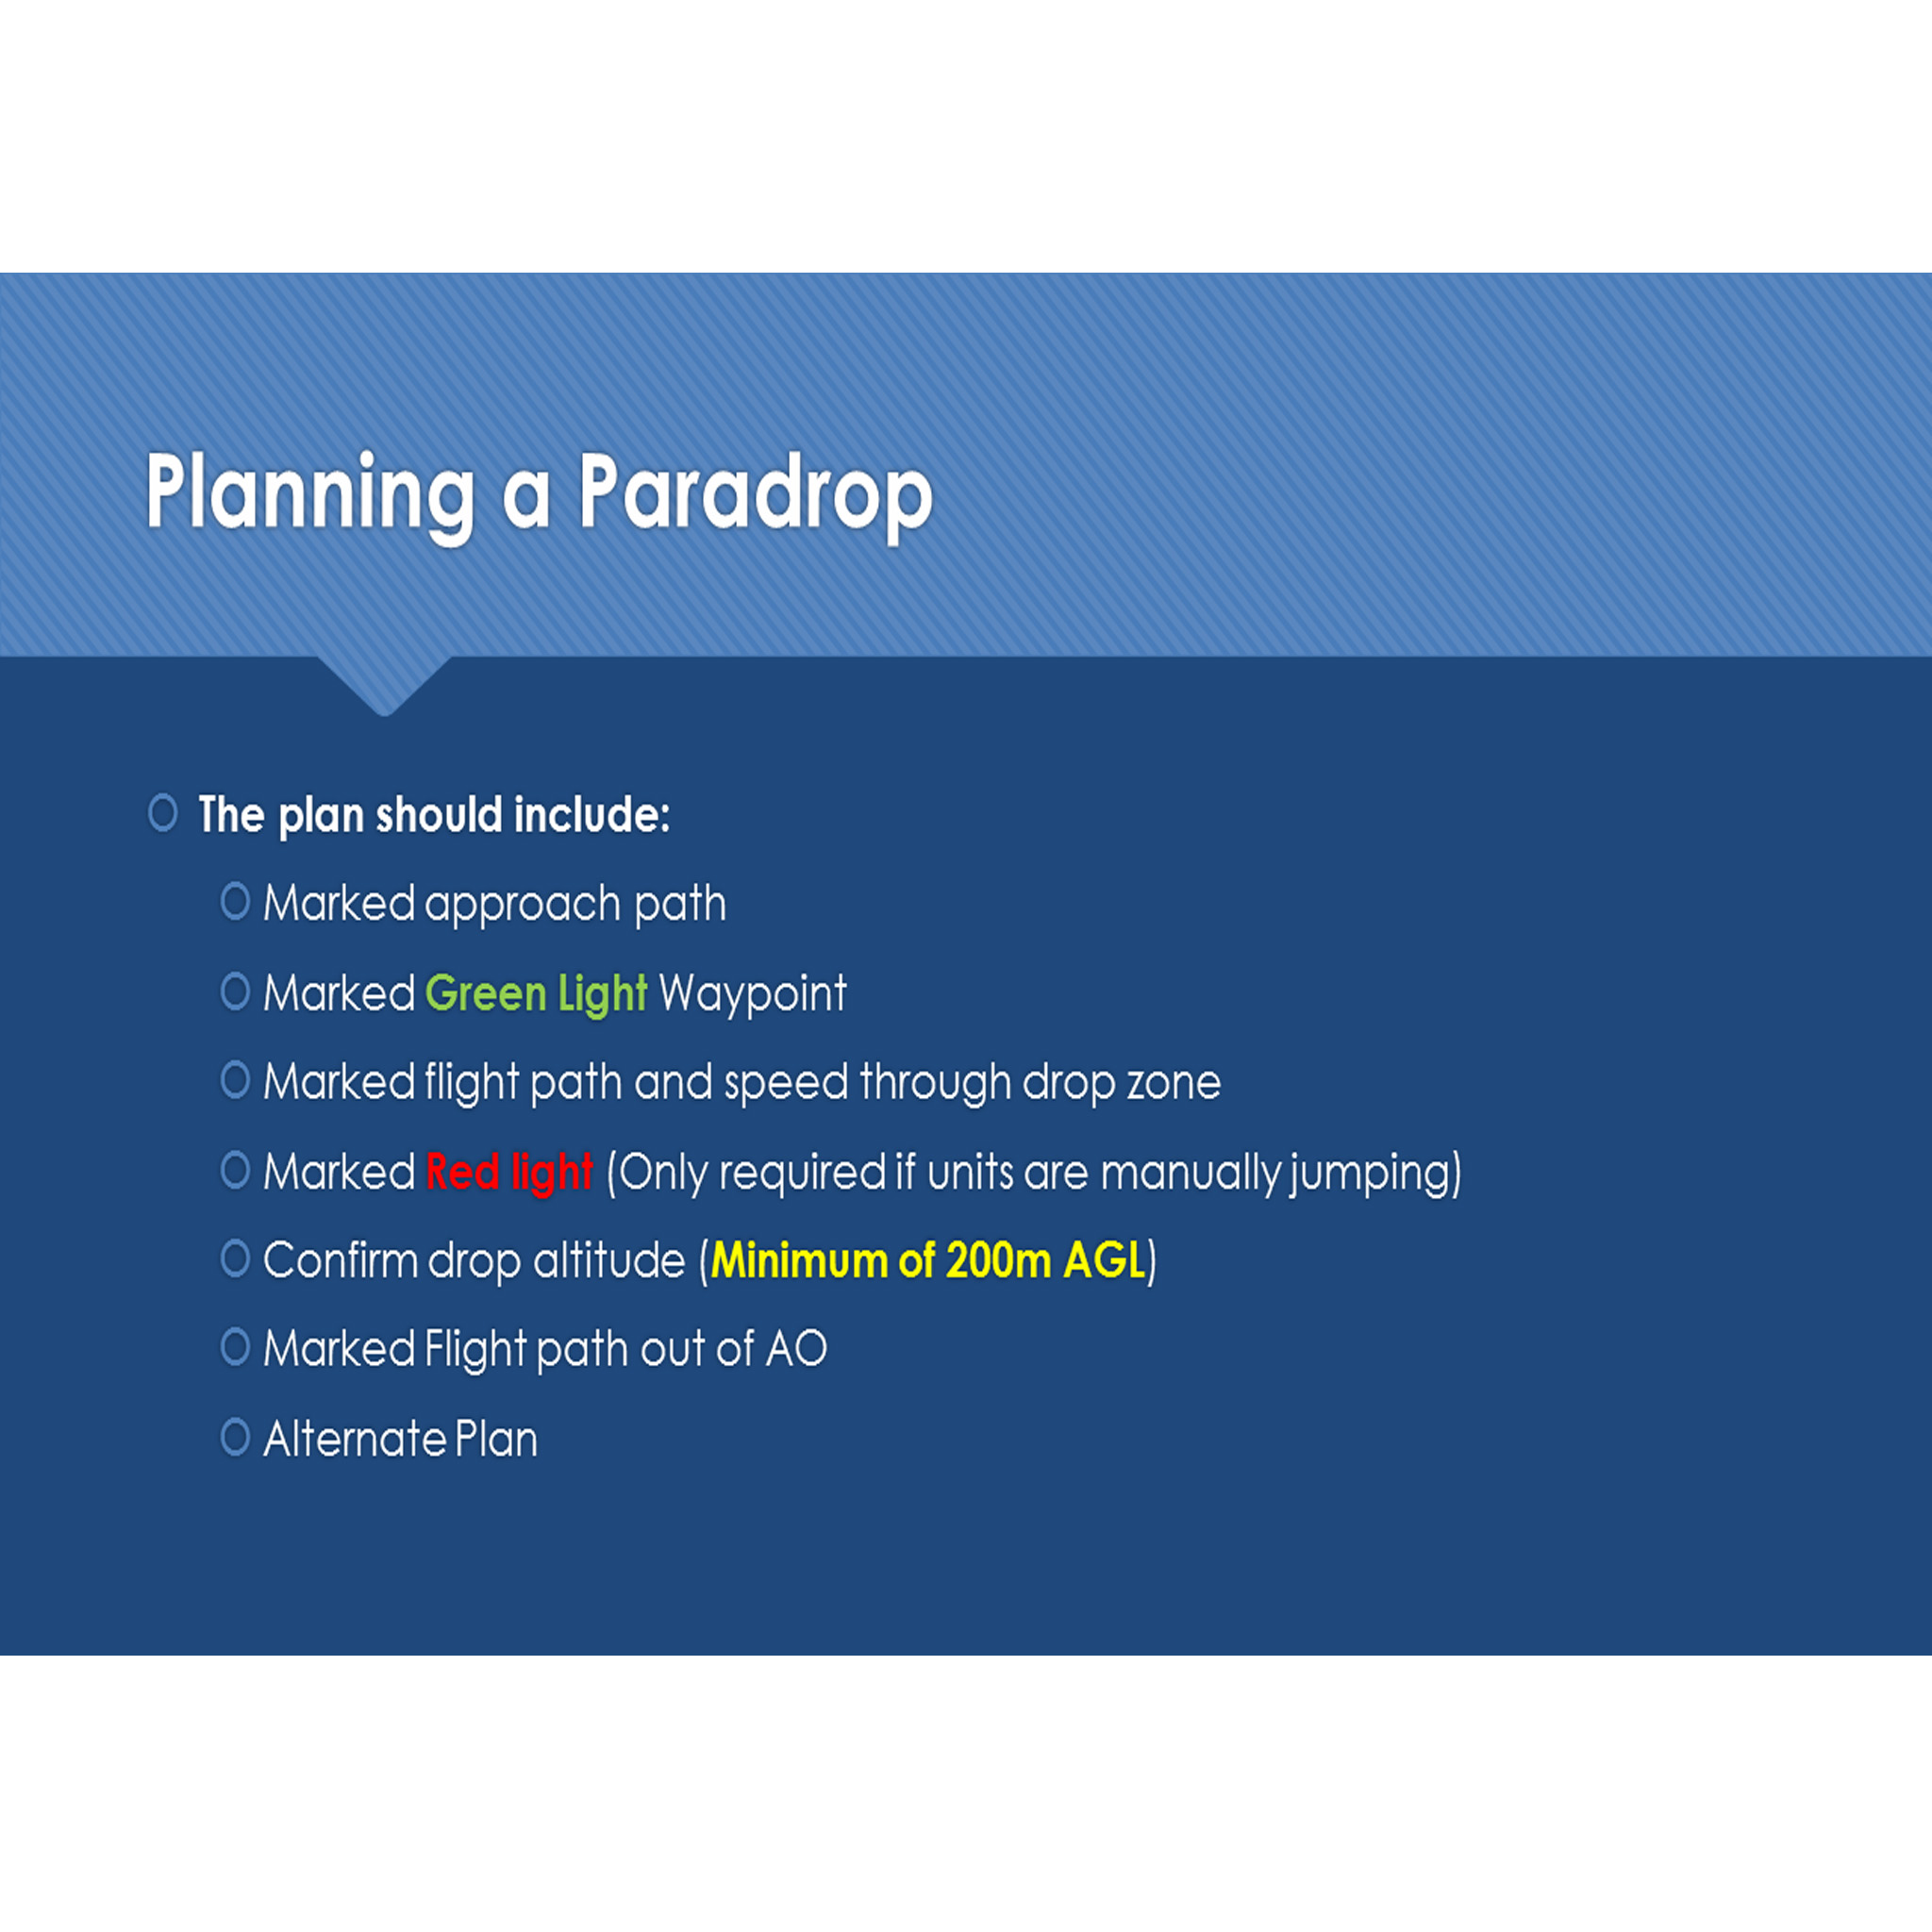 Planning a Paradrop
The plan should include:
Marked approach path
Marked Green Light Waypoint
Marked flight path and speed through drop zone
Marked Red light (Only required if units are manually jumping)
Confirm drop altitude (Minimum of 200m AGL)
Marked Flight path out of AO
Alternate Plan